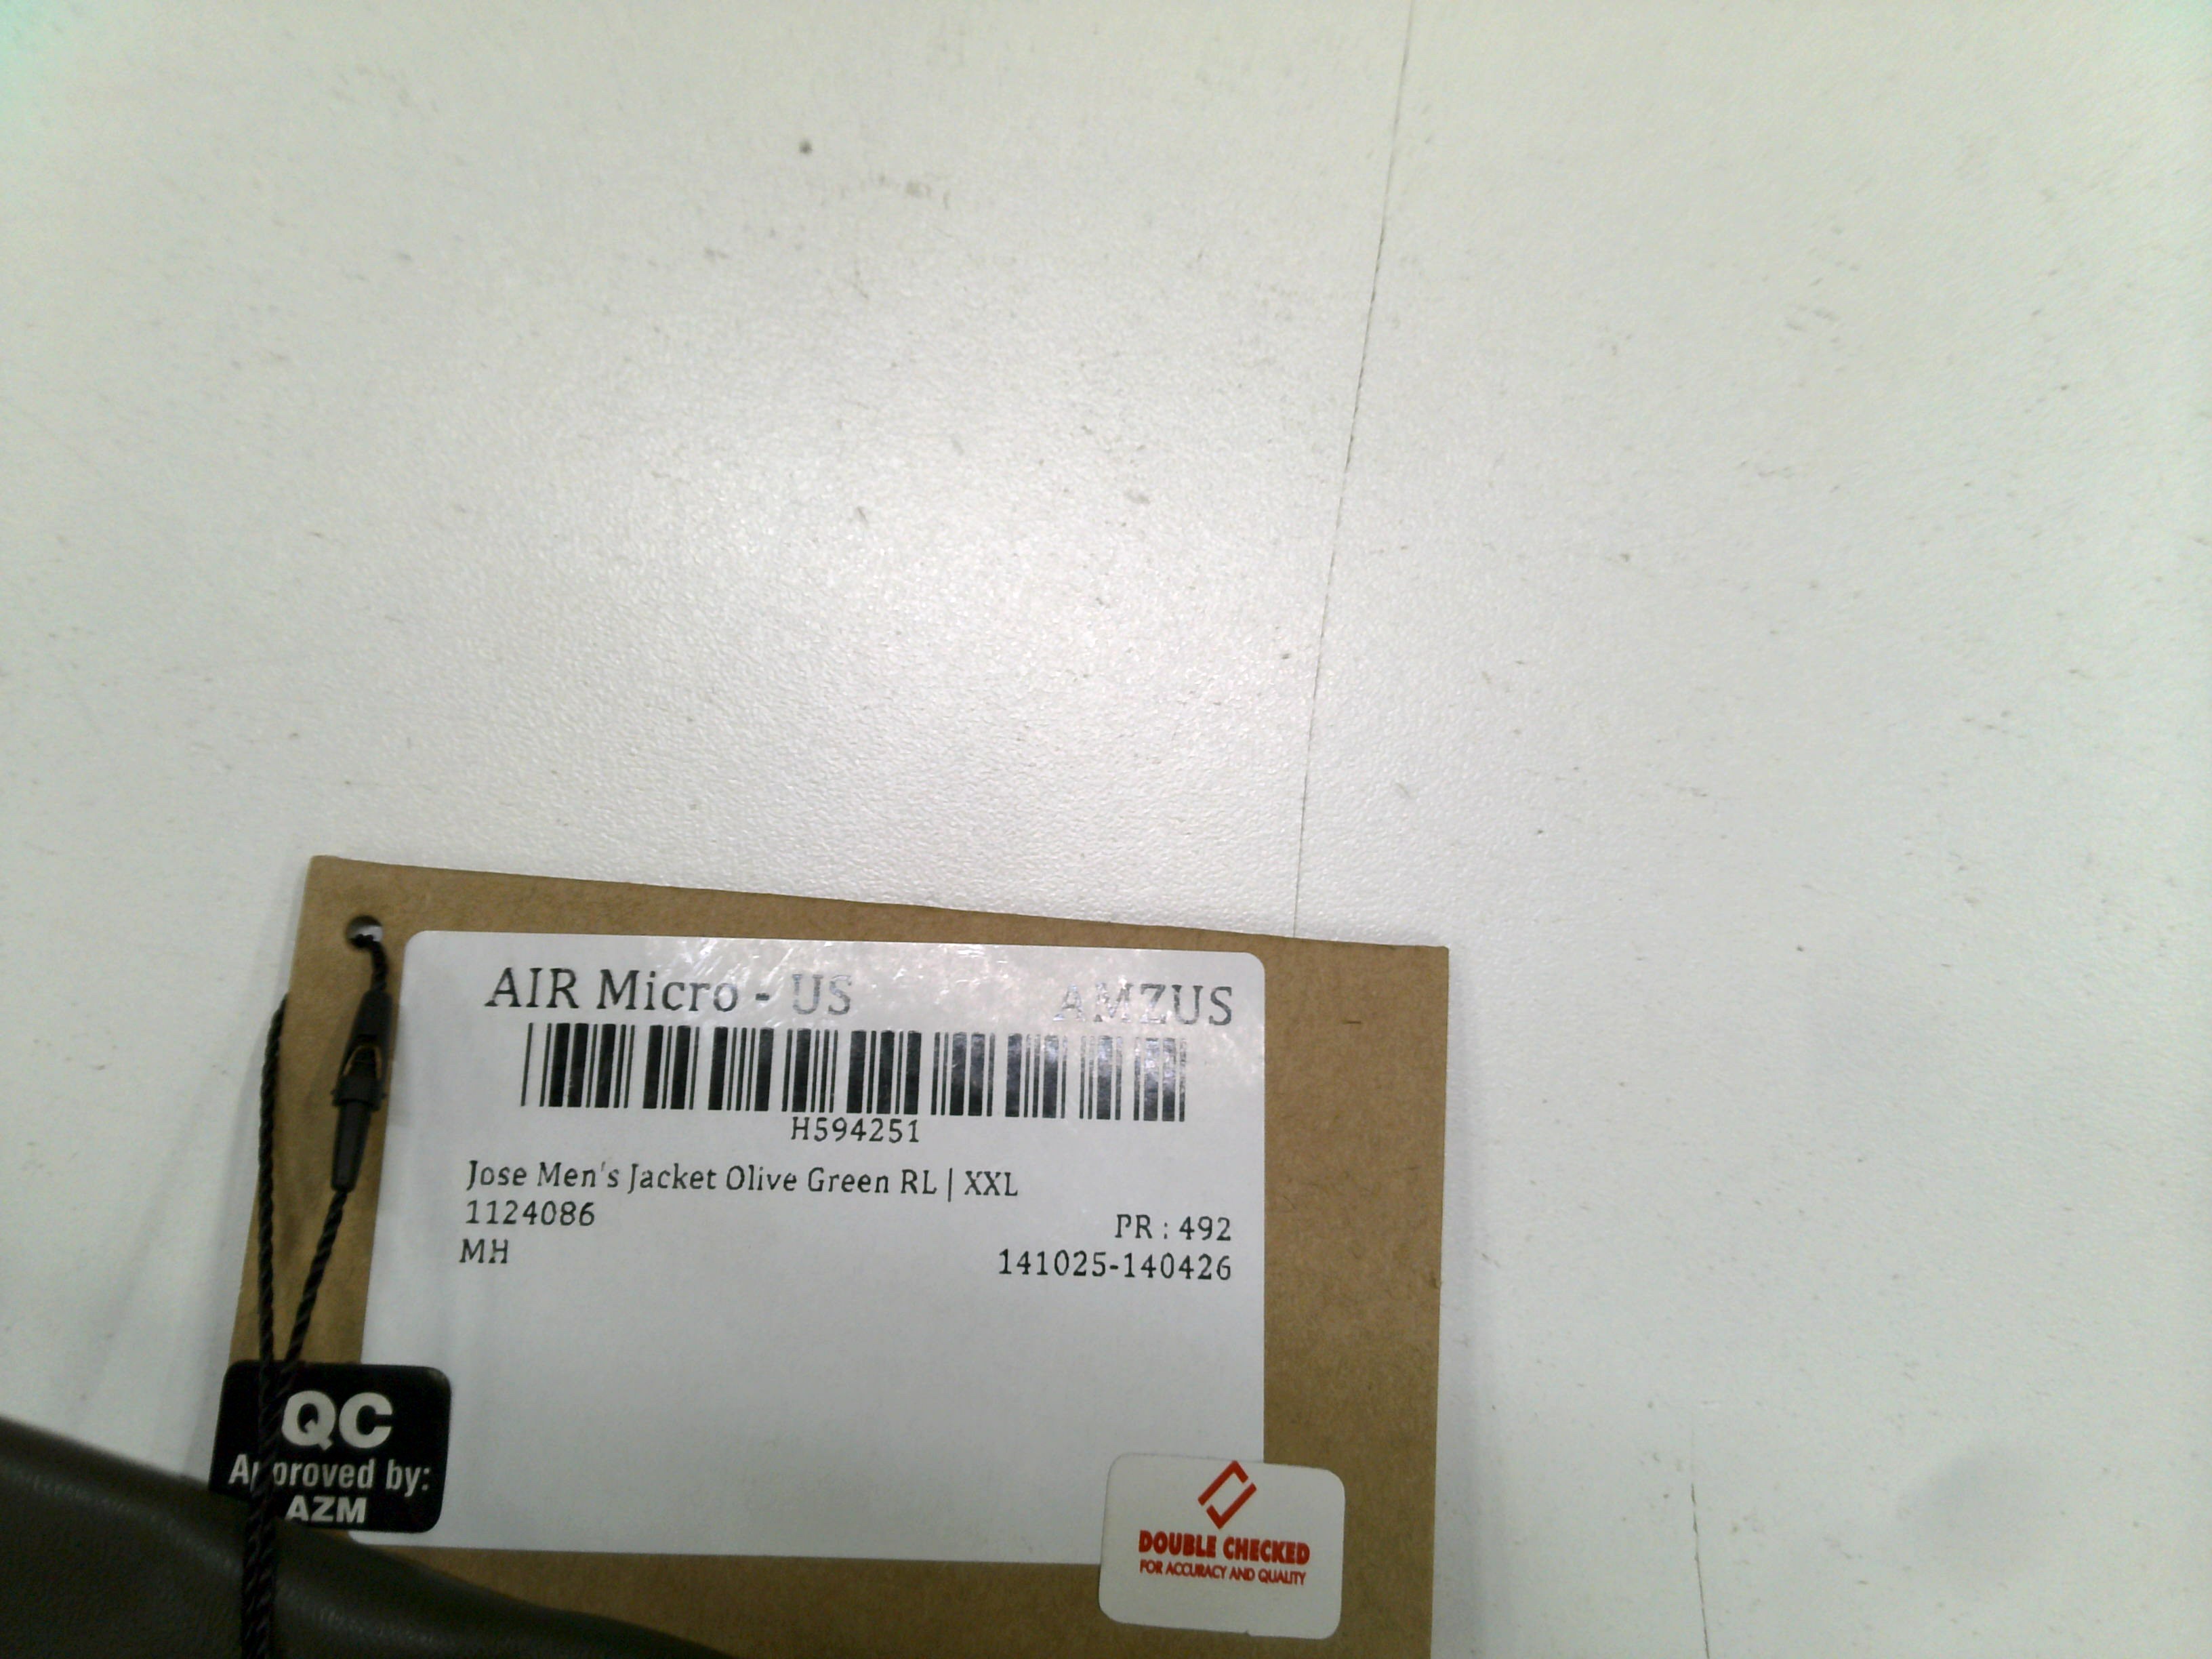 AIR Micro - US AMZUS
H594251
Jose Men's Jacket Olive Green RL | XXL
1124086
PR : 492
MH
141025-140426
QC
Approved by:
AZM
DOUBLE CHECKED
FOR ACCURACY AND QUALITY